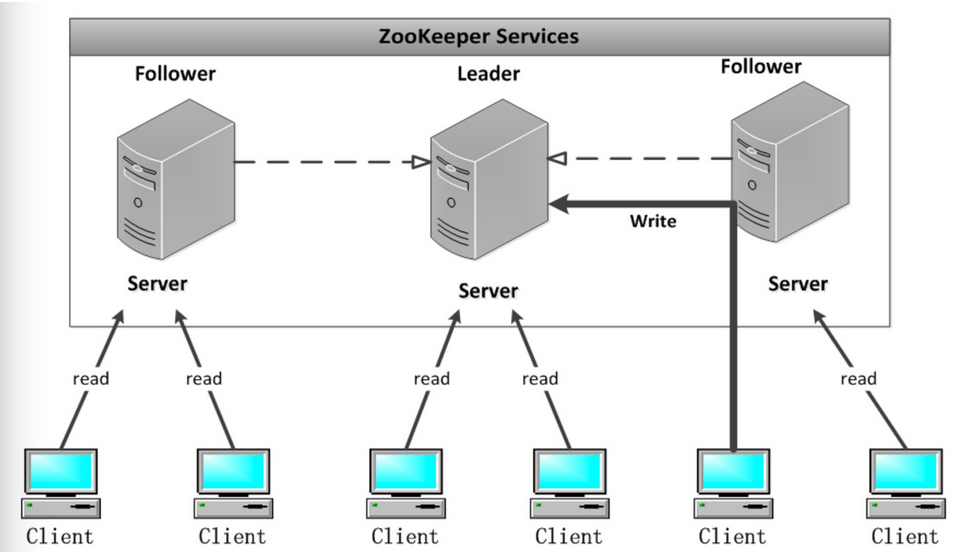 ZooKeeper Services
Follower
Leader
Follower
Write
Server
Server
Server
read
read
read
read
read
Client
Client
Client
Client
Client
Client